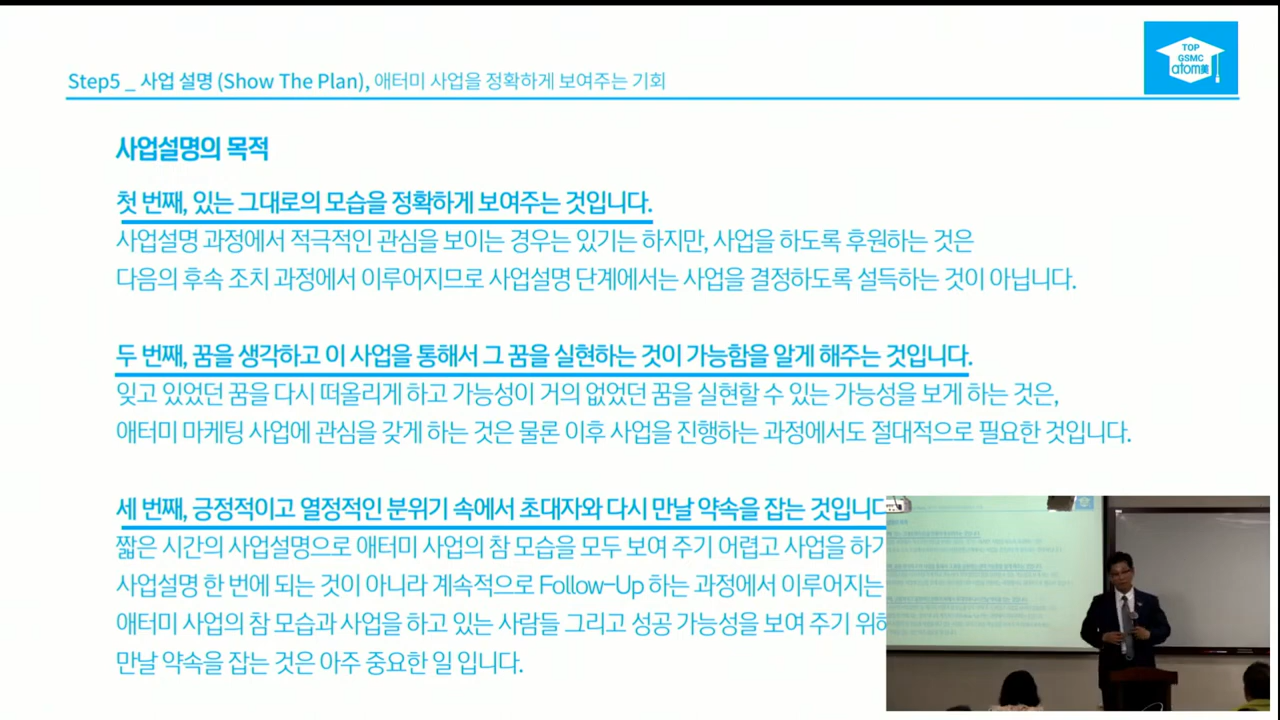 Step5 _ 사업 설명 (Show The Plan), 애터미 사업을 정확하게 보여주는 기회
TOP
GSMC
atom美
사업설명의 목적
첫 번째, 있는 그대로의 모습을 정확하게 보여주는 것입니다.
사업설명 과정에서 적극적인 관심을 보이는 경우는 있기는 하지만, 사업을 하도록 후원하는 것은
다음의 후속 조치 과정에서 이루어지므로 사업설명 단계에서는 사업을 결정하도록 설득하는 것이 아닙니다.
두 번째, 꿈을 생각하고 이 사업을 통해서 그 꿈을 실현하는 것이 가능함을 알게 해주는 것입니다.
잊고 있었던 꿈을 다시 떠올리게 하고 가능성이 거의 없었던 꿈을 실현할 수 있는 가능성을 보게 하는 것은,
애터미 마케팅 사업에 관심을 갖게 하는 것은 물론 이후 사업을 진행하는 과정에서도 절대적으로 필요한 것입니다.
세 번째, 긍정적이고 열정적인 분위기 속에서 초대자와 다시 만날 약속을 잡는 것입니다
짧은 시간의 사업설명으로 애터미 사업의 참 모습을 모두 보여 주기 어렵고 사업을 하기
사업설명 한 번에 되는 것이 아니라 계속적으로 Follow-Up 하는 과정에서 이루어지는
애터미 사업의 참 모습과 사업을 하고 있는 사람들 그리고 성공 가능성을 보여 주기 위해
만날 약속을 잡는 것은 아주 중요한 일 입니다.